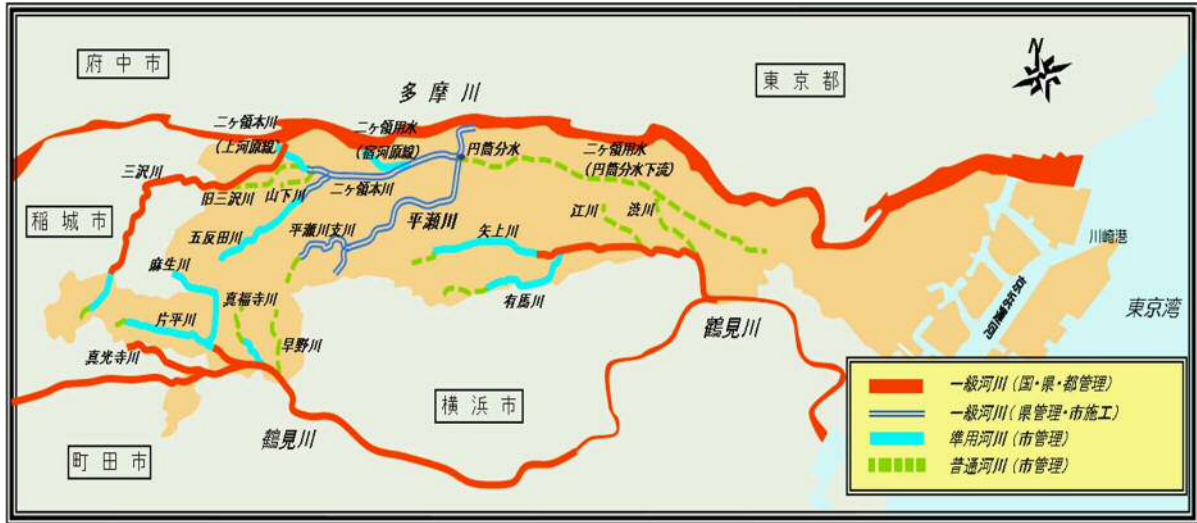 府中市
東京都
N
多摩川
二ヶ領本川
(上河原線)
二ヶ領用水
(宿河原線)
円筒分水
二ヶ領用水
(円筒分水下流)
三沢川
旧三沢川
山下川
二ヶ領本川
稲城市
江川
渋川
五反田川
平瀬川支川
平瀬川
矢上川
川崎港
麻生川
真福寺川
有馬川
東京湾
片平川
早野川
鶴見川
真光寺川
横浜市
鶴見川
町田市
一級河川(国・県・都管理)
一級河川(県管理・市施工)
準用河川(市管理)
普通河川(市管理)